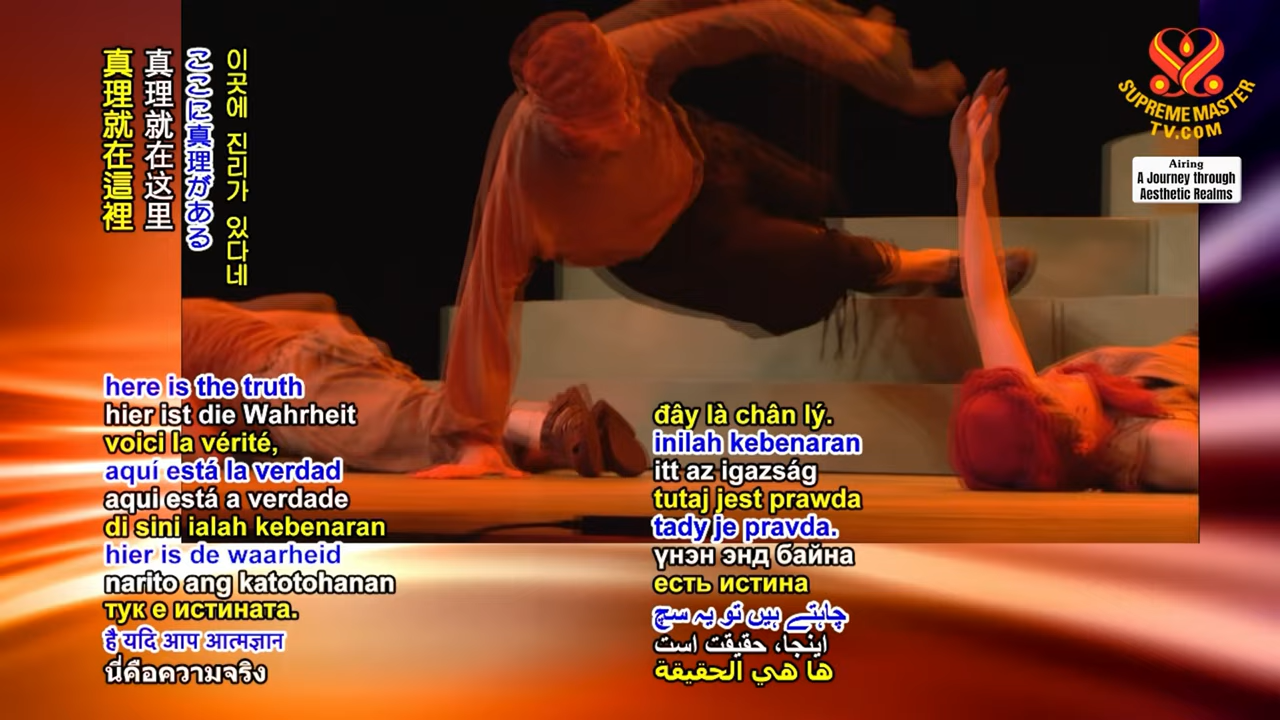 真理就在這裡
真理就在这里
ここに真理がある
이곳에 진리가 있다네
SUPREME MASTER
TV.COM
Airing
A Journey through
Aesthetic Realms
here is the truth
hier ist die Wahrheit
voici la vérité,
aquí está la verdad
aqui está a verdade
di sini ialah kebenaran
hier is de waarheid
narito ang katotohanan
тук е истината.
है यदि आप आत्मज्ञान
นี่คือความจริง
đây là chân lý.
inilah kebenaran
itt az igazság
tutaj jest prawda
tady je pravda.
үнэн энд байна
есть истина
چاہتے ہیں تو یہ سچ
اینجا، حقیقت است
ها هي الحقيقة